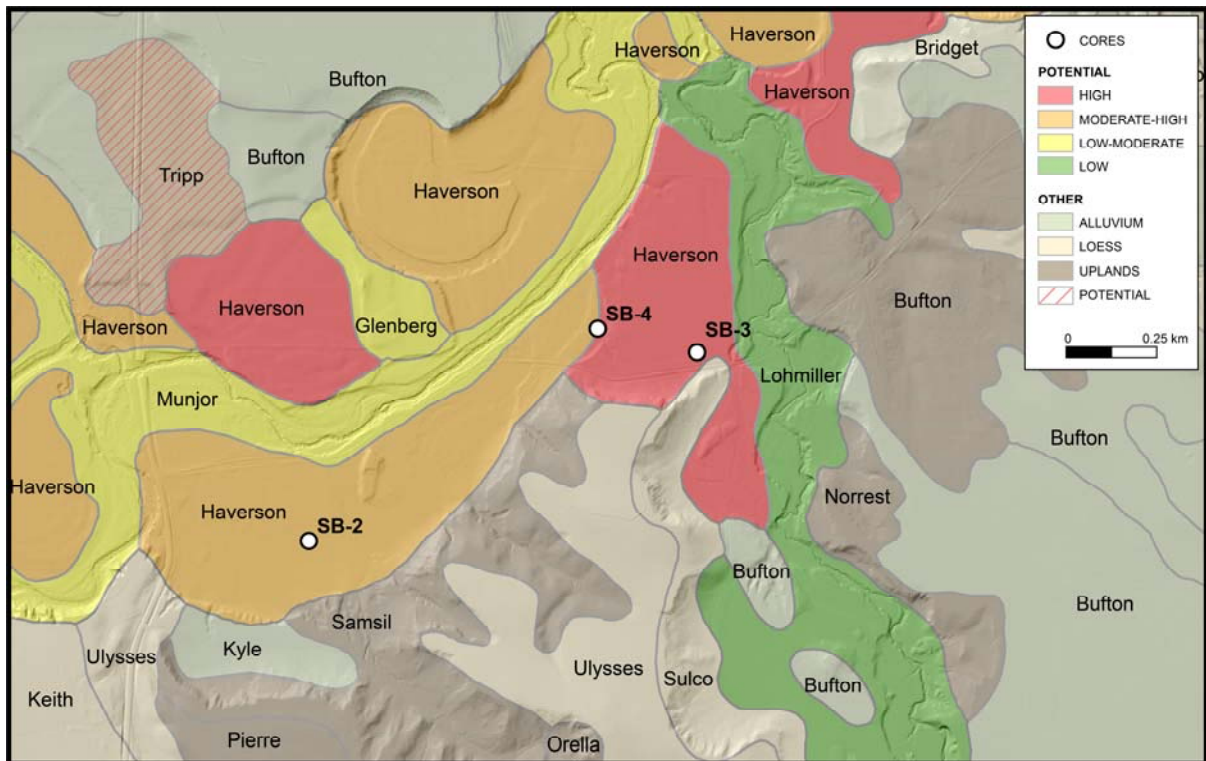 Haverson
Haverson
Bridget
Bufton
Haverson
Tripp
Bufton
Haverson
Haverson
Bufton
Haverson
Haverson
Glenberg
SB-4
SB-3
Lohmiller
Munjor
Bufton
Haverson
Haverson
SB-2
Norrest
Bufton
Bufton
Samsil
Kyle
Ulysses
Ulysses
Sulco
Bufton
Keith
Pierre
Orella
CORES
POTENTIAL
HIGH
MODERATE-HIGH
LOW-MODERATE
LOW
OTHER
ALLUVIUM
LOESS
UPLANDS
POTENTIAL
0 0.25 km